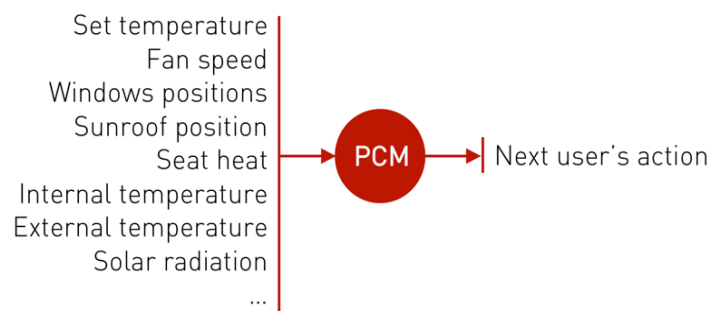 Set temperature
Fan speed
Windows positions
Sunroof position
Seat heat
Internal temperature
External temperature
Solar radiation
...
PCM
Next user's action